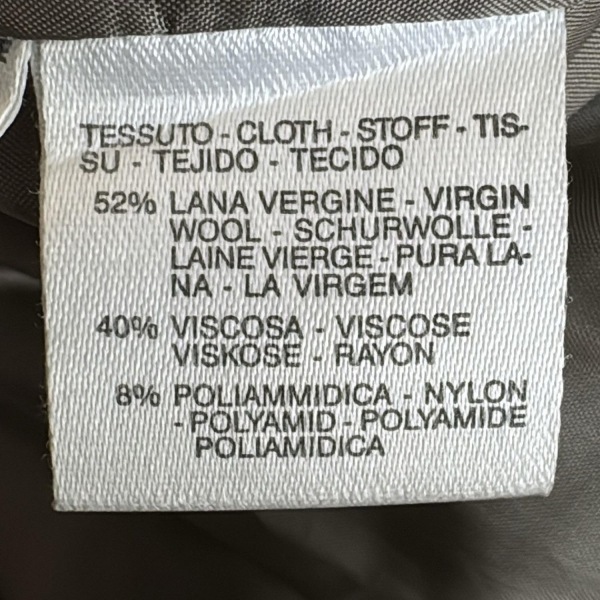 TESSUTO - CLOTH - STOFF - TIS-
SU - TEJIDO - TECIDO
52% LANA VERGINE - VIRGIN
WOOL - SCHURWOLLE -
LAINE VIERGE - PURA LA-
NA - LA VIRGEM
40% VISCOSA - VISCOSE
VISKOSE - RAYON
8% POLIAMMIDICA - NYLON
- POLYAMID - POLYAMIDE
POLIAMIDICA